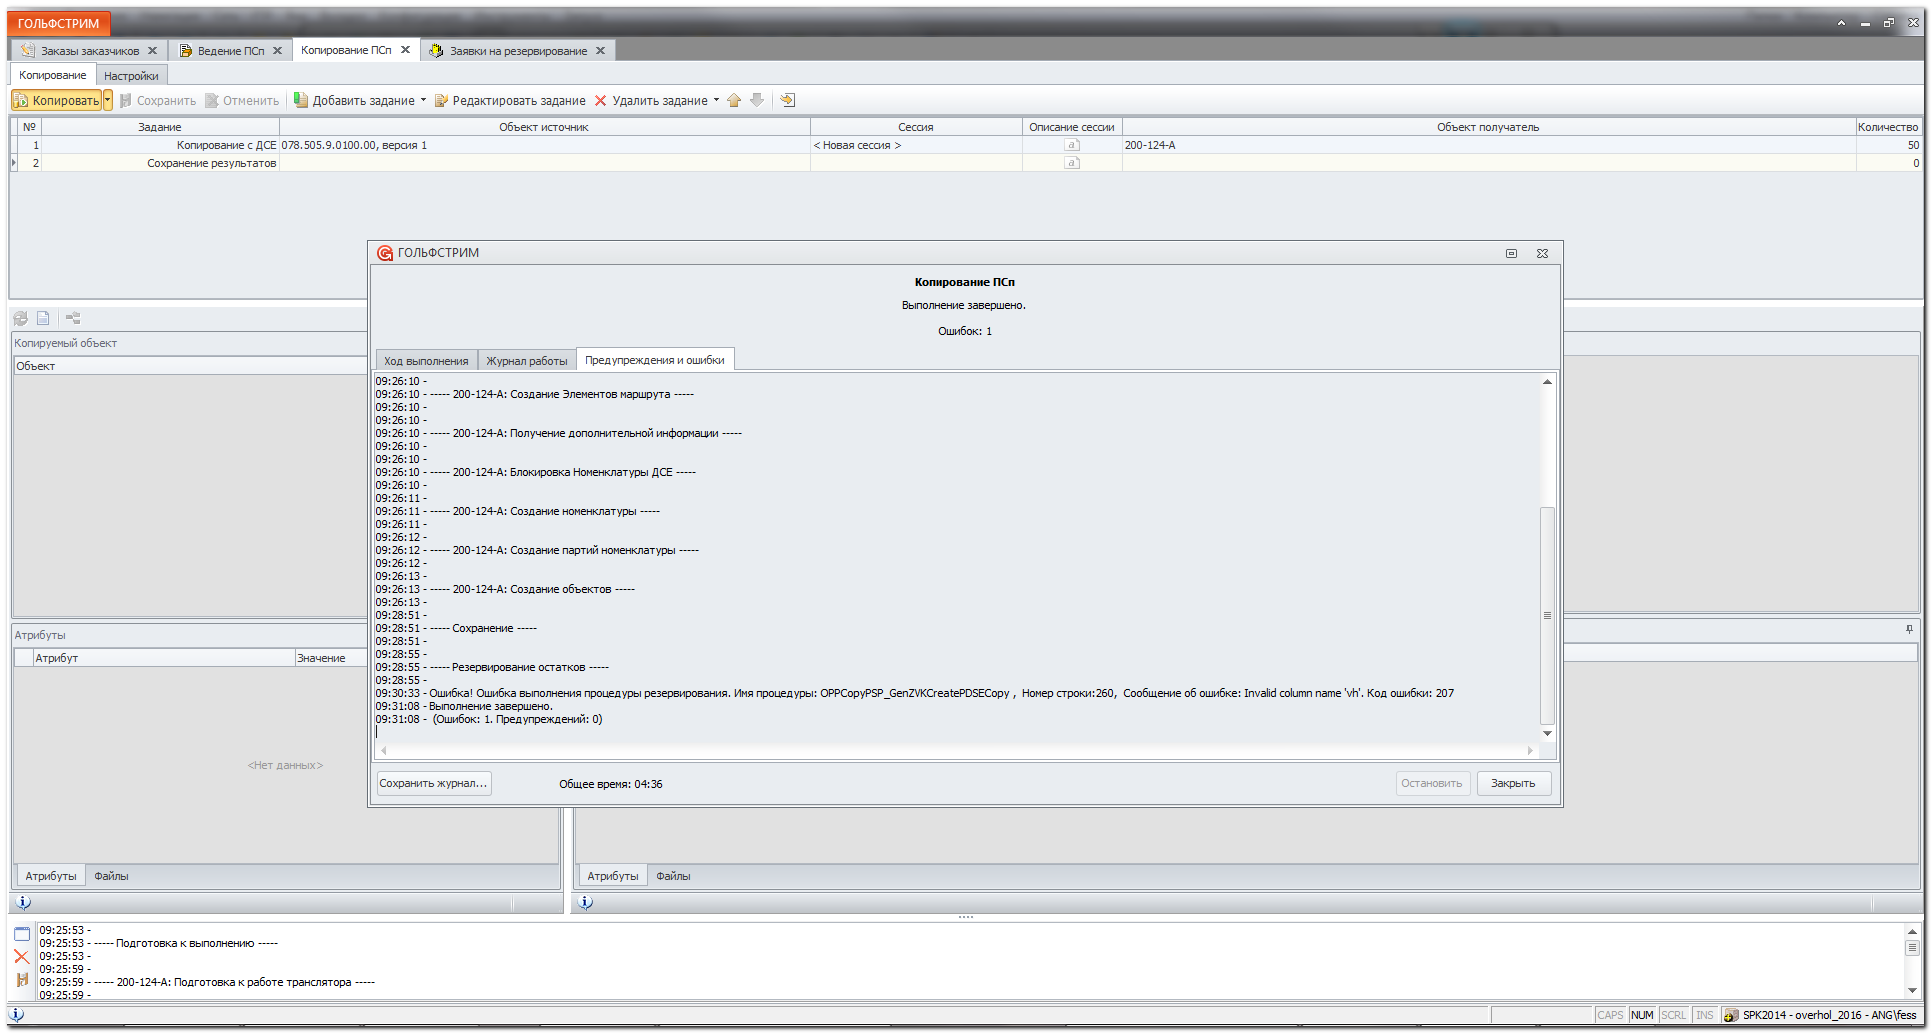 ГОЛЬФСТРИМ
Заказы заказчиков
Ведение ПСп
Копирование ПСп
Заявки на резервирование
Копирование
Настройки
Копировать
Сохранить
Отменить
Добавить задание
Редактировать задание
Удалить задание
№
Задание
Объект источник
Сессия
Описание сессии
Объект получатель
Количество
1
Копирование с ДСЕ
078.505.9.0100.00, версия 1
< Новая сессия >
200-124-А
50
2
Сохранение результатов
0
ГОЛЬФСТРИМ
Копирование ПСп
Выполнение завершено.
Ошибок: 1
Ход выполнения
Журнал работы
Предупреждения и ошибки
09:26:10 -
09:26:10 - ----- 200-124-А: Создание Элементов маршрута -----
09:26:10 -
09:26:10 -
09:26:10 - ----- 200-124-А: Получение дополнительной информации -----
09:26:10 -
09:26:10 -
09:26:10 - ----- 200-124-А: Блокировка Номенклатуры ДСЕ -----
09:26:10 -
09:26:11 -
09:26:11 - ----- 200-124-А: Создание номенклатуры -----
09:26:11 -
09:26:12 -
09:26:12 - ----- 200-124-А: Создание партий номенклатуры -----
09:26:12 -
09:26:13 -
09:26:13 - ----- 200-124-А: Создание объектов -----
09:26:13 -
09:28:51 -
09:28:51 - ----- Сохранение -----
09:28:51 -
09:28:55 -
09:28:55 - ----- Резервирование остатков -----
09:28:55 -
09:30:33 - Ошибка! Ошибка выполнения процедуры резервирования. Имя процедуры: OPPCopyPSP_GenZVKCreatePDSECopy , Номер строки:260, Сообщение об ошибке: Invalid column name 'vh'. Код ошибки: 207
09:31:08 - Выполнение завершено.
09:31:08 - (Ошибок: 1. Предупреждений: 0)
Сохранить журнал...
Общее время: 04:36
Остановить
Закрыть
Копируемый объект
Объект
Атрибуты
Атрибут
Значение
<Нет данных>
Атрибуты
Файлы
Атрибуты
Файлы
09:25:53 -
09:25:53 - ----- Подготовка к выполнению -----
09:25:53 -
09:25:59 -
09:25:59 - ----- 200-124-А: Подготовка к работе транслятора -----
09:25:59 -
CAPS
NUM
SCRL
INS
SPK2014 - overhol_2016 - ANG\fess